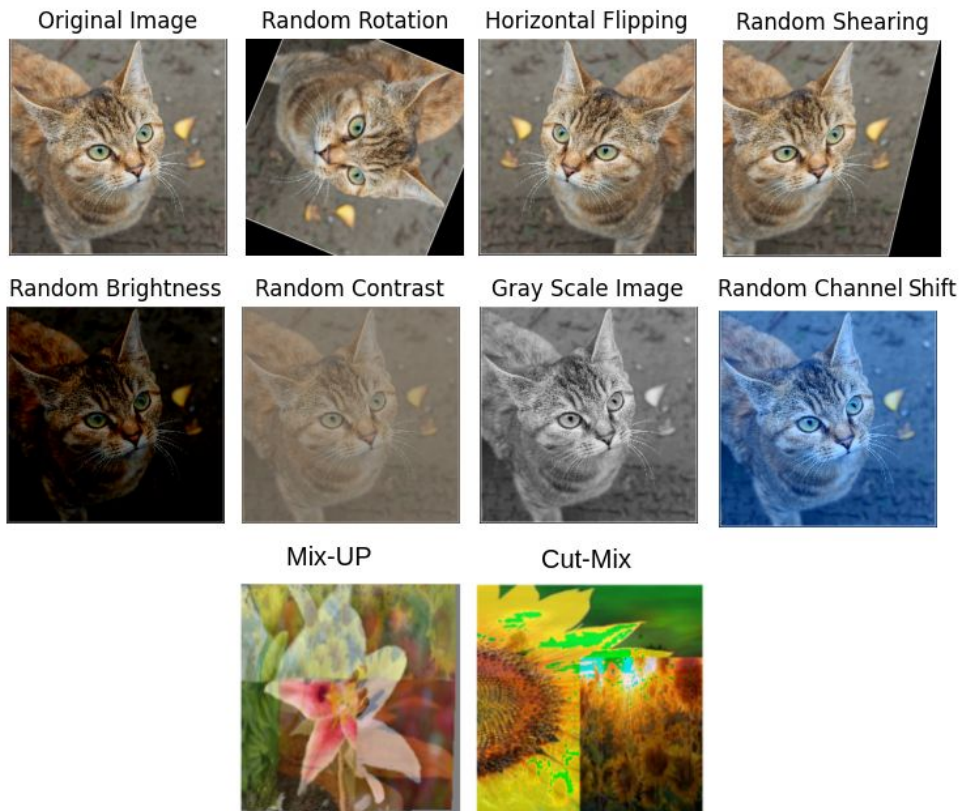 Original Image
Random Rotation
Horizontal Flipping
Random Shearing
Random Brightness
Random Contrast
Gray Scale Image
Random Channel Shift
Mix-UP
Cut-Mix